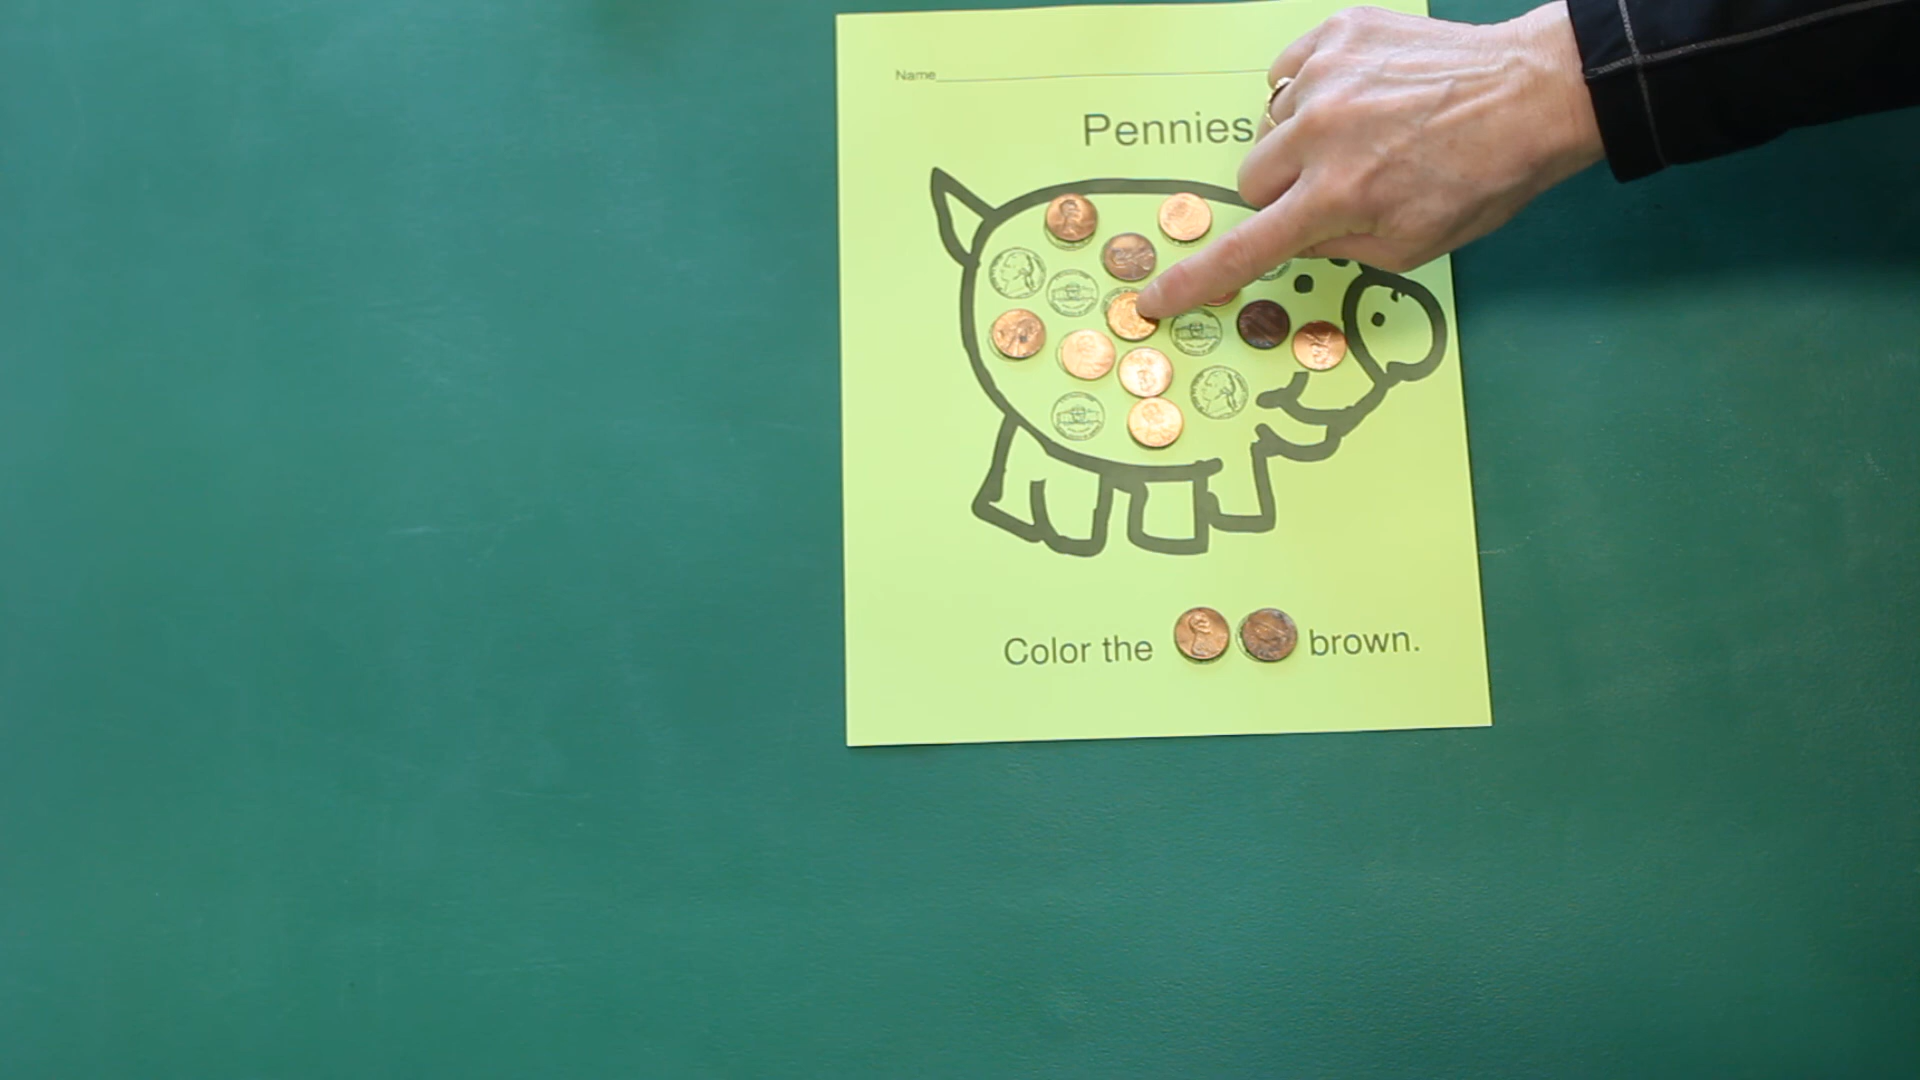 Name
Pennies
Color the brown.